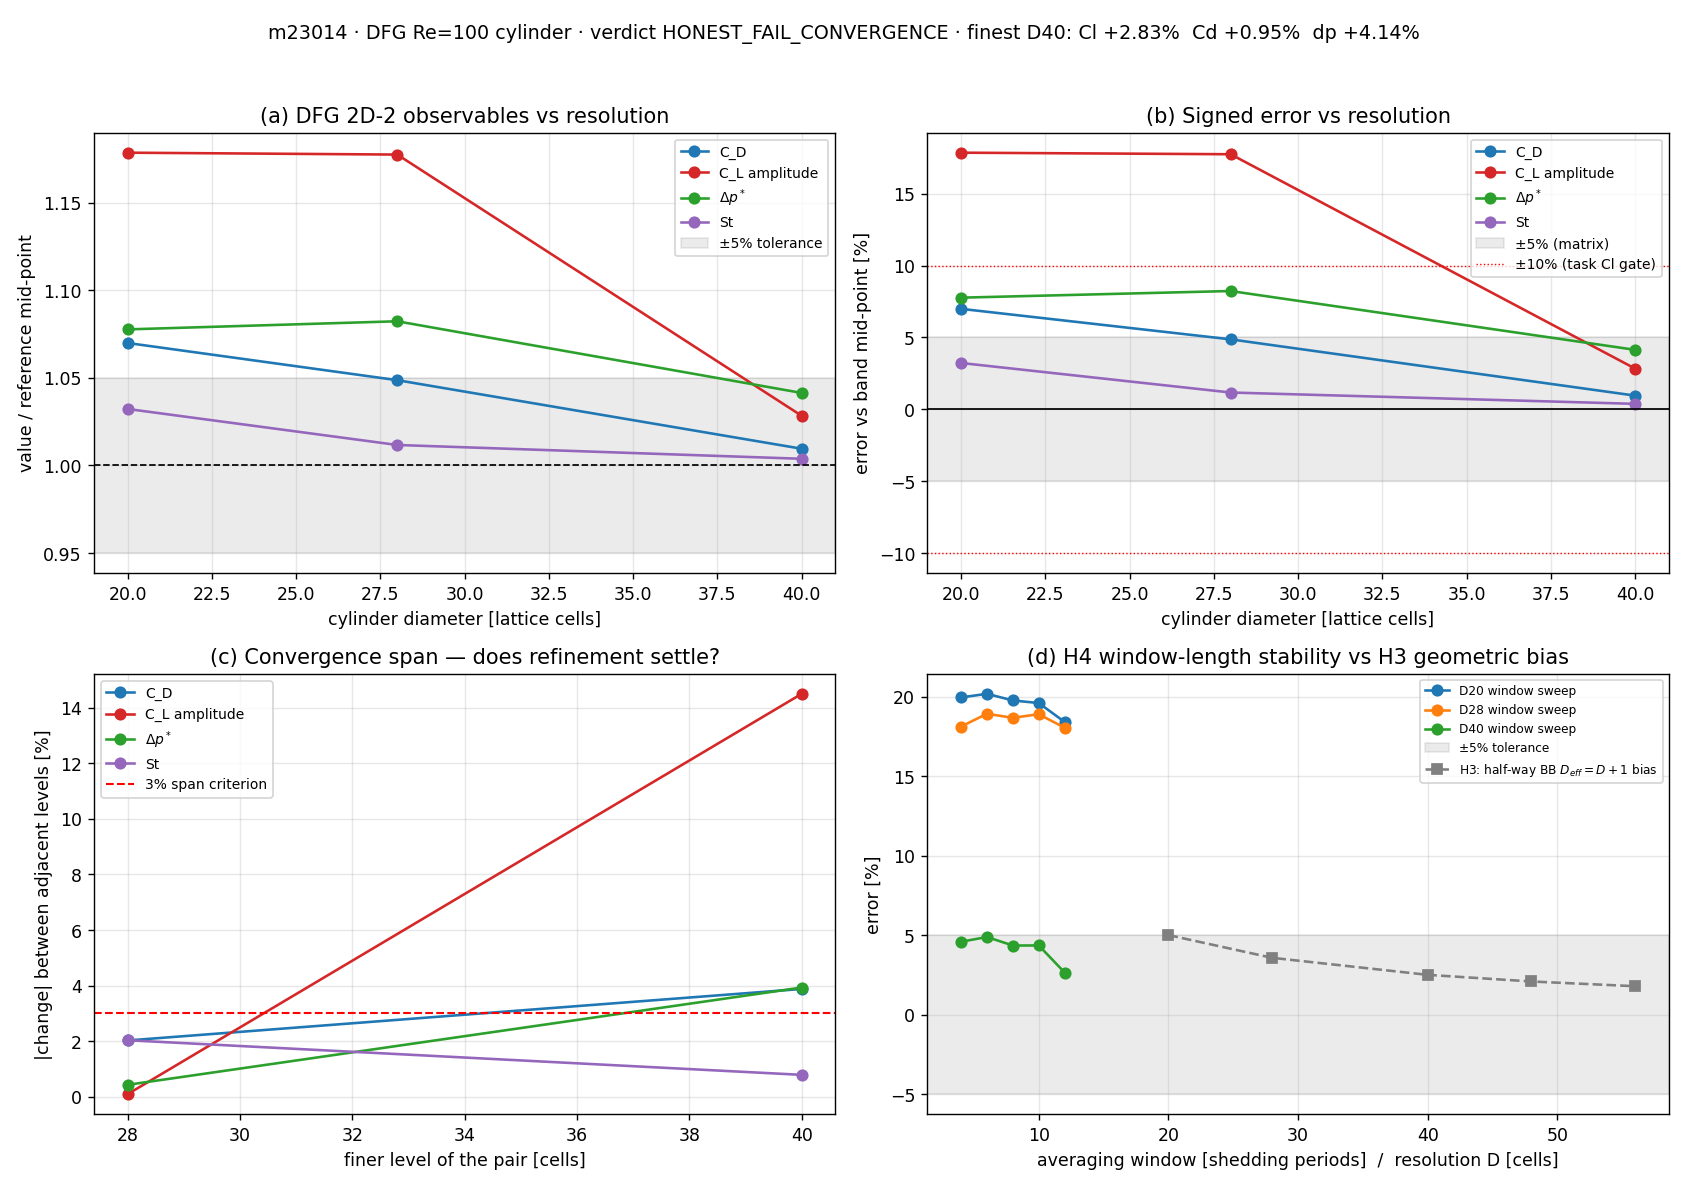 m23014 · DFG Re=100 cylinder · verdict HONEST_FAIL_CONVERGENCE · finest D40: Cl +2.83%  Cd +0.95%  dp +4.14%
(a) DFG 2D-2 observables vs resolution
value / reference mid-point
1.15
1.10
1.05
1.00
0.95
C_D
C_L amplitude
Δp*
St
±5% tolerance
20.0 22.5 25.0 27.5 30.0 32.5 35.0 37.5 40.0
cylinder diameter [lattice cells]
(b) Signed error vs resolution
error vs band mid-point [%]
15
10
5
0
−5
−10
C_D
C_L amplitude
Δp*
St
±5% (matrix)
±10% (task Cl gate)
20.0 22.5 25.0 27.5 30.0 32.5 35.0 37.5 40.0
cylinder diameter [lattice cells]
(c) Convergence span — does refinement settle?
|change| between adjacent levels [%]
14
12
10
8
6
4
2
0
C_D
C_L amplitude
Δp*
St
3% span criterion
28 30 32 34 36 38 40
finer level of the pair [cells]
(d) H4 window-length stability vs H3 geometric bias
error [%]
20
15
10
5
0
−5
D20 window sweep
D28 window sweep
D40 window sweep
±5% tolerance
H3: half-way BB D_eff = D + 1 bias
10 20 30 40 50
averaging window [shedding periods]  /  resolution D [cells]